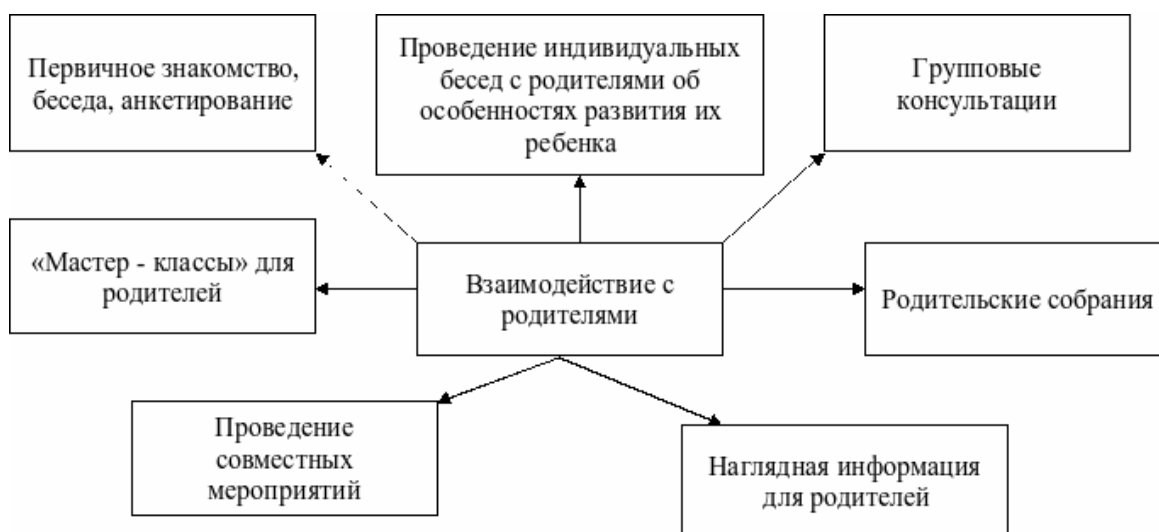 Первичное знакомство,
беседа, анкетирование
Проведение индивидуальных
бесед с родителями об
особенностях развития их
ребенка
Групповые
консультации
«Мастер - классы» для
родителей
Взаимодействие с
родителями
Родительские собрания
Проведение
совместных
мероприятий
Наглядная информация
для родителей